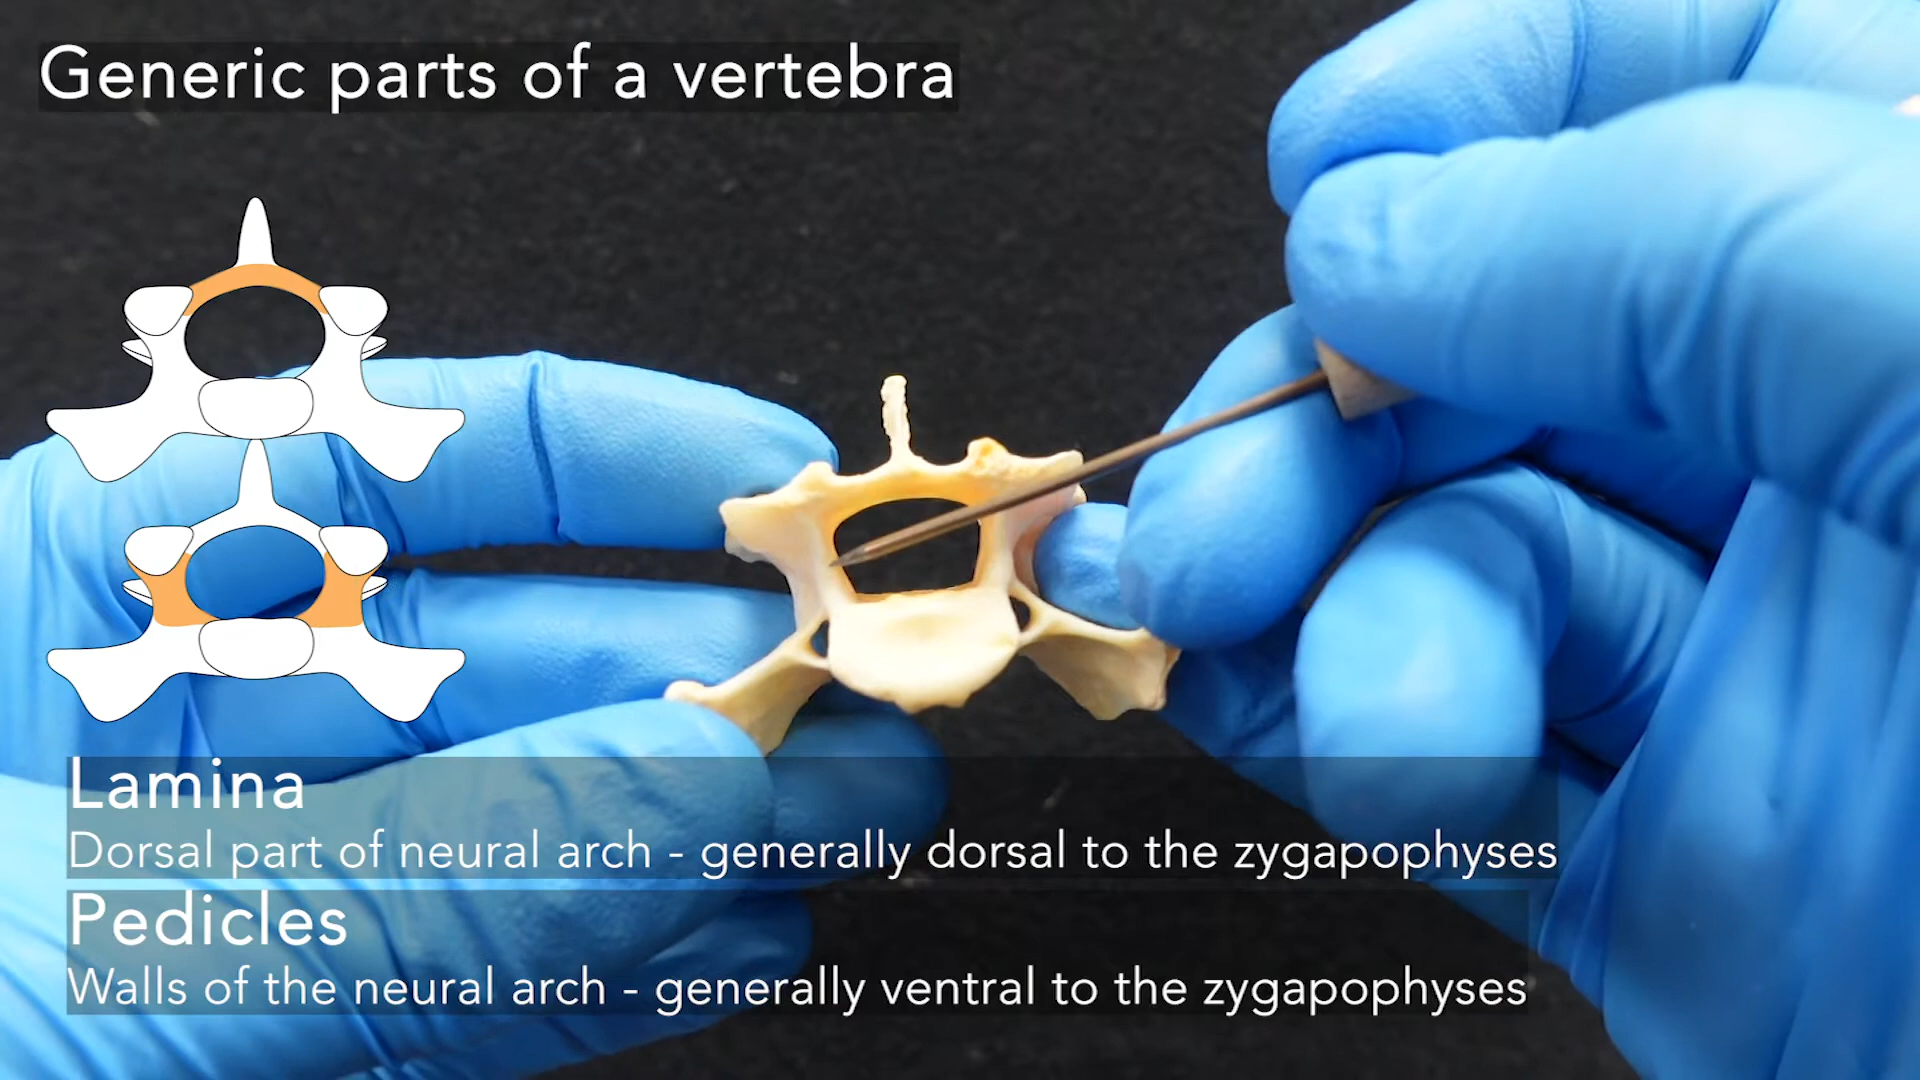 Generic parts of a vertebra
Lamina
Dorsal part of neural arch - generally dorsal to the zygapophyses
Pedicles
Walls of the neural arch - generally ventral to the zygapophyses